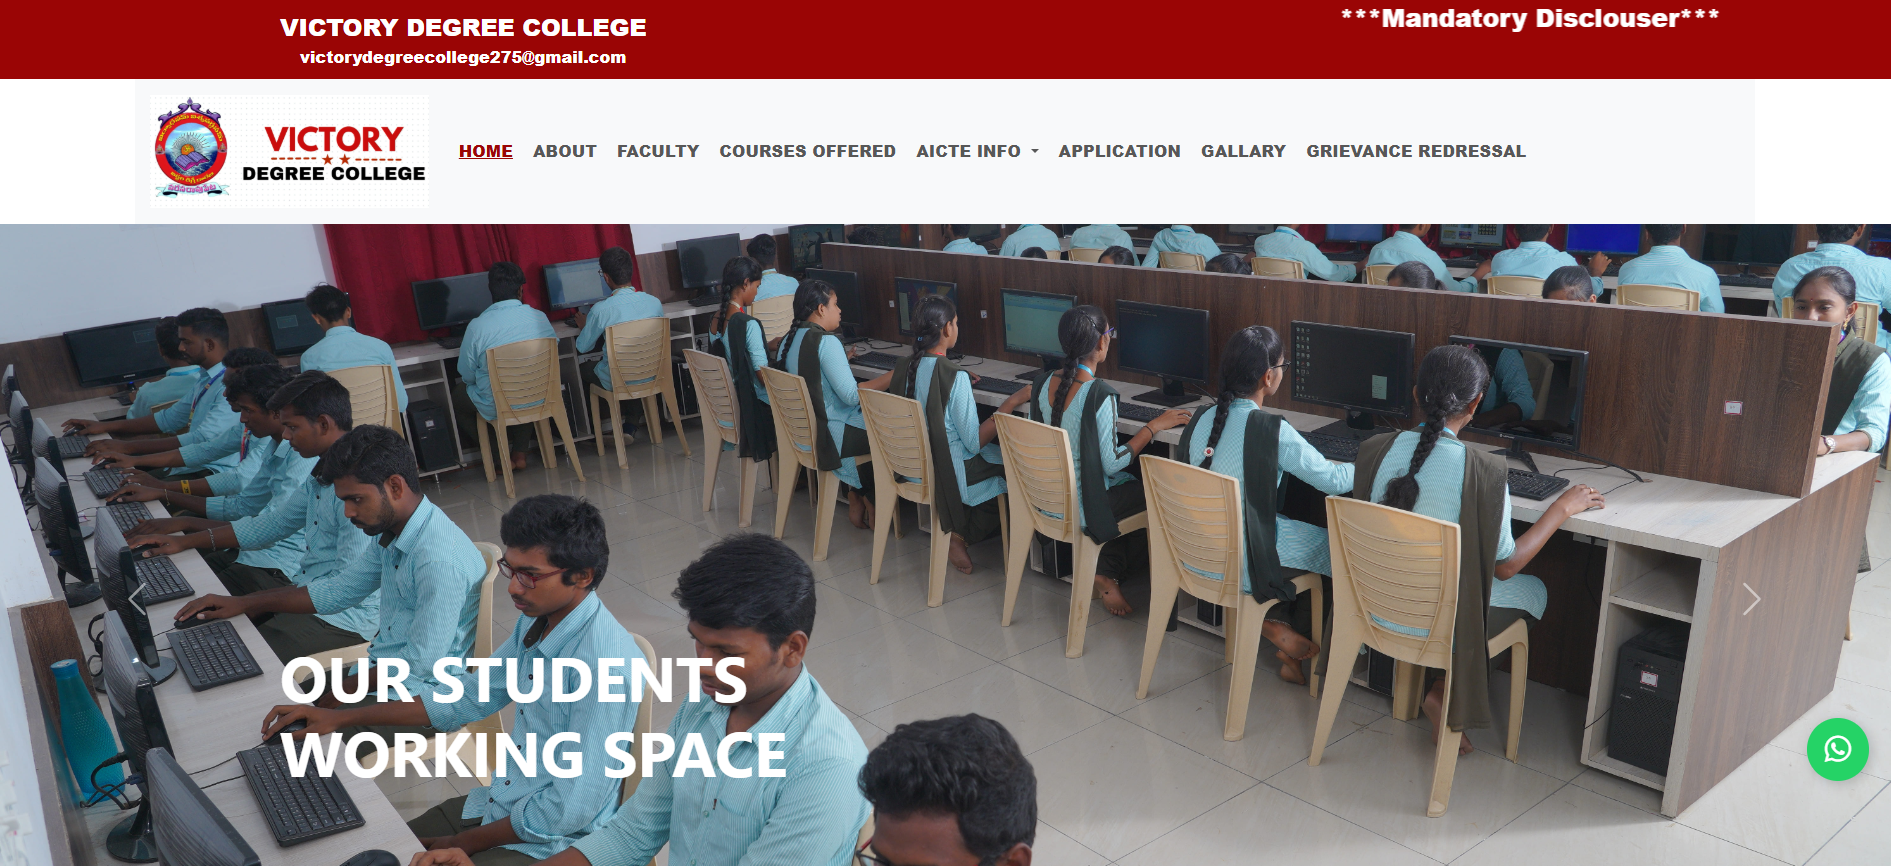 VICTORY DEGREE COLLEGE
victorydegreecollege275@gmail.com
***Mandatory Disclouser***
VICTORY
DEGREE COLLEGE
HOME ABOUT FACULTY COURSES OFFERED AICTE INFO APPLICATION GALLARY GRIEVANCE REDRESSAL
OUR STUDENTS
WORKING SPACE